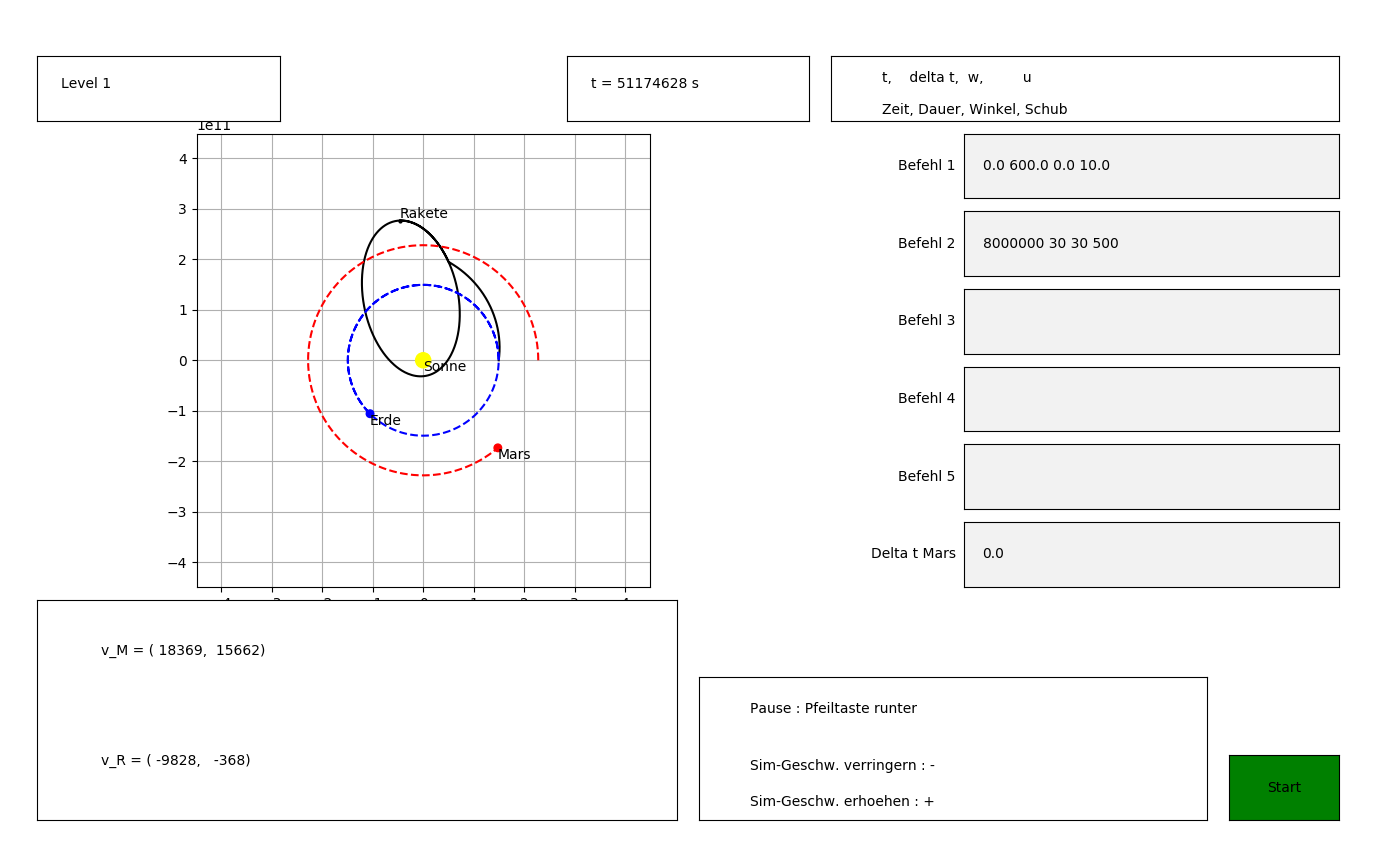 Level 1
t = 51174628 s
t,    delta t,  w,         u
Zeit, Dauer, Winkel, Schub
1e11
4
3
2
1
0
−1
−2
−3
−4
Rakete
Sonne
Erde
Mars
Befehl 1
0.0 600.0 0.0 10.0
Befehl 2
8000000 30 30 500
Befehl 3
Befehl 4
Befehl 5
Delta t Mars
0.0
v_M = ( 18369,  15662)
v_R = ( -9828,   -368)
Pause : Pfeiltaste runter
Sim-Geschw. verringern : -
Sim-Geschw. erhoehen : +
Start